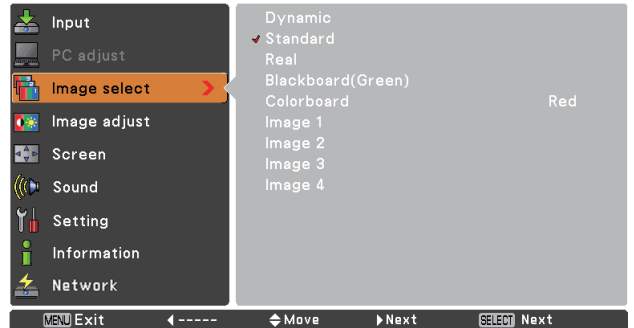 Input
PC adjust
Image select
Image adjust
Screen
Sound
Setting
Information
Network
Dynamic
Standard
Real
Blackboard(Green)
Colorboard Red
Image 1
Image 2
Image 3
Image 4
MENU Exit ----- Move Next SELECT Next